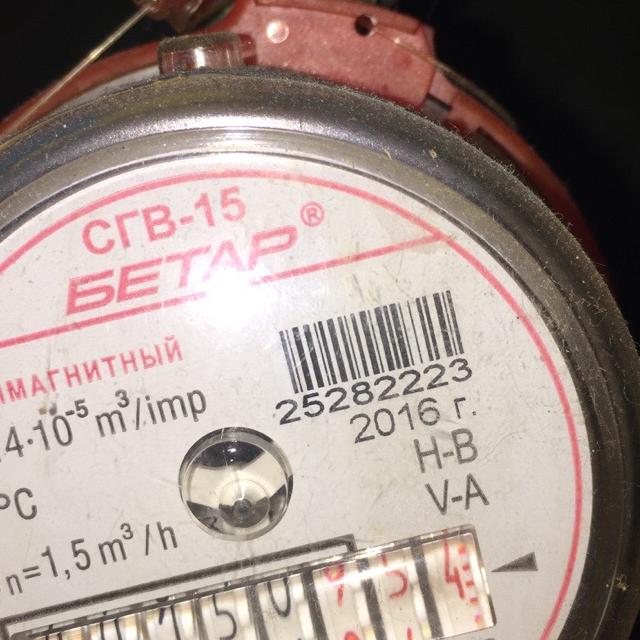 СГВ-15 ®
БЕТАР
МАГНИТНЫЙ
25282223
2016 г.
4·10⁻⁵ m³/imp
H-B
V-A
°C
n=1,5 m³/h